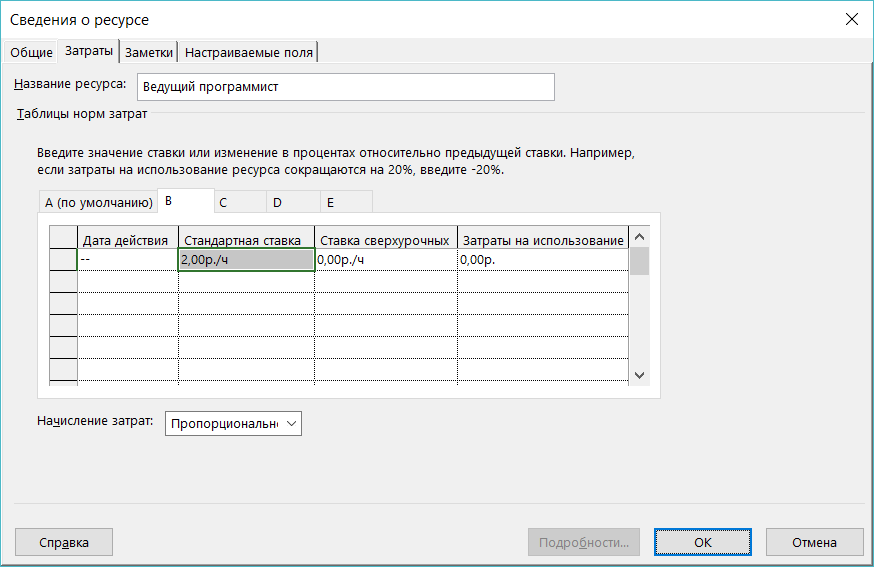 Сведения о ресурсе
Общие Затраты Заметки Настраиваемые поля
Название ресурса: Ведущий программист
Таблицы норм затрат
Введите значение ставки или изменение в процентах относительно предыдущей ставки. Например,
если затраты на использование ресурса сокращаются на 20%, введите -20%.
A (по умолчанию) B C D E
Дата действия Стандартная ставка Ставка сверхурочных Затраты на использование
-- 2,00р./ч 0,00р./ч 0,00р.
Начисление затрат: Пропорциональн
Справка Подробности... ОК Отмена